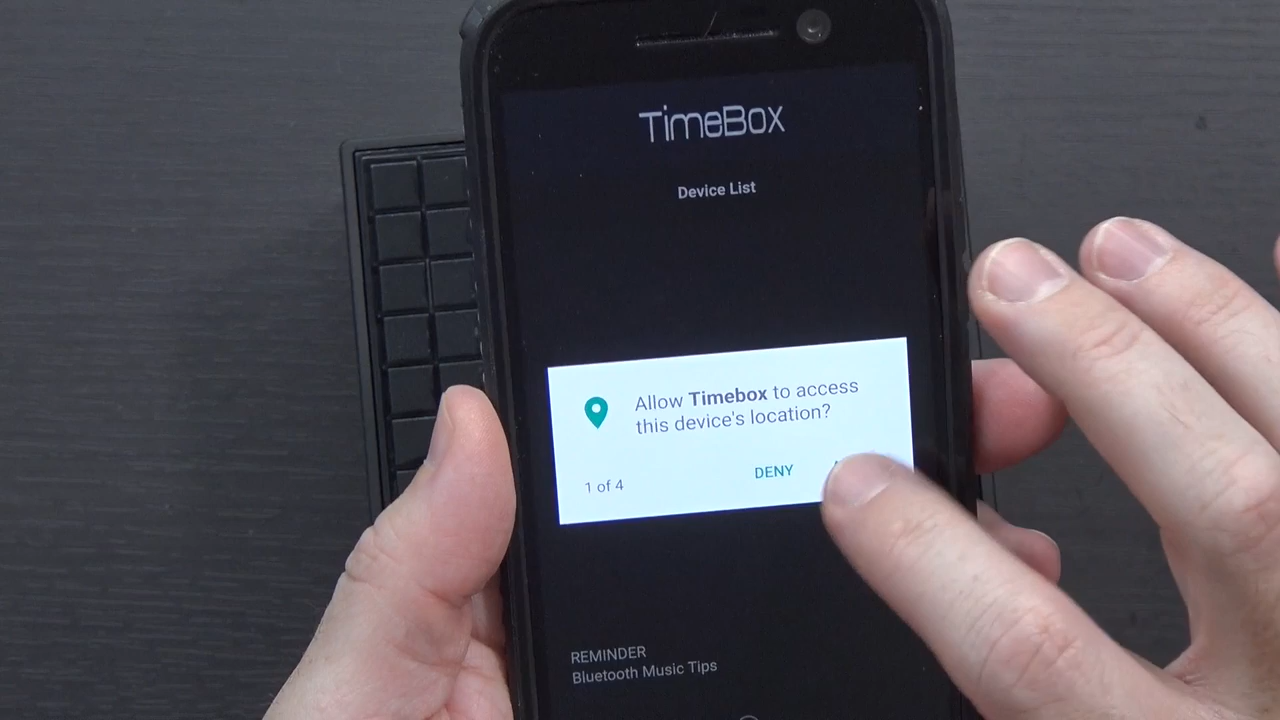 TimeBox
Device List
Allow Timebox to access
this device's location?
1 of 4
DENY
REMINDER
Bluetooth Music Tips